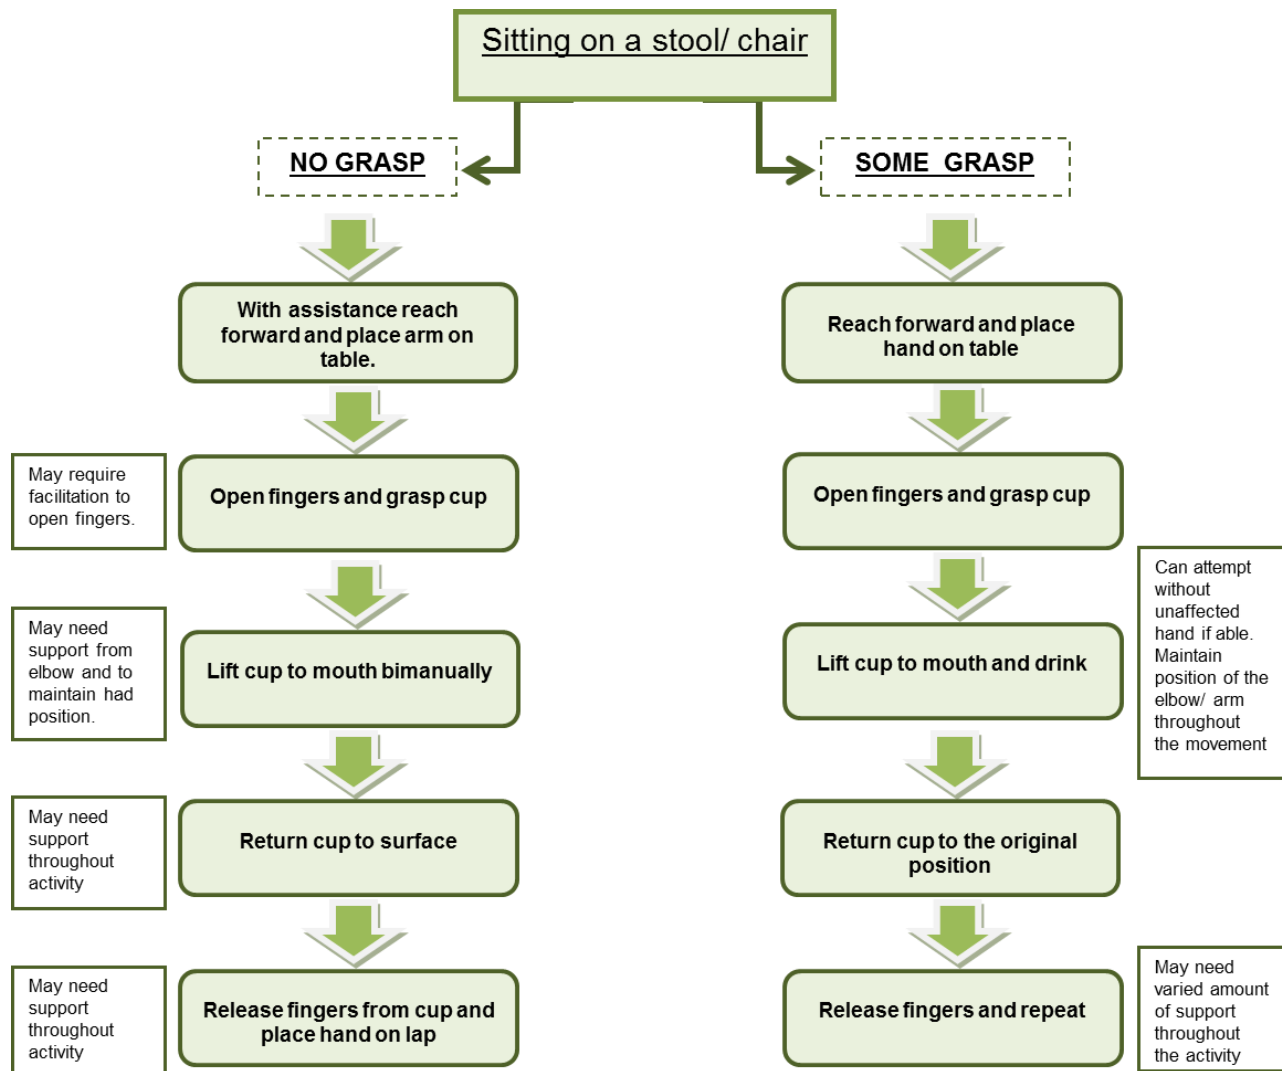 Sitting on a stool/ chair
NO GRASP
SOME GRASP
With assistance reach
forward and place arm on
table.
Reach forward and place
hand on table
May require
facilitation to
open fingers.
Open fingers and grasp cup
Open fingers and grasp cup
May need
support from
elbow and to
maintain had
position.
Lift cup to mouth bimanually
Lift cup to mouth and drink
Can attempt
without
unaffected
hand if able.
Maintain
position of the
elbow/ arm
throughout
the movement
May need
support
throughout
activity
Return cup to surface
Return cup to the original
position
May need
support
throughout
activity
Release fingers from cup and
place hand on lap
Release fingers and repeat
May need
varied amount
of support
throughout
the activity